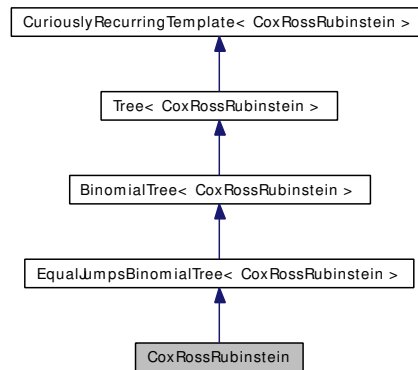 CuriouslyRecurringTemplate< CoxRossRubinstein >
Tree< CoxRossRubinstein >
BinomialTree< CoxRossRubinstein >
EqualJumpsBinomialTree< CoxRossRubinstein >
CoxRossRubinstein